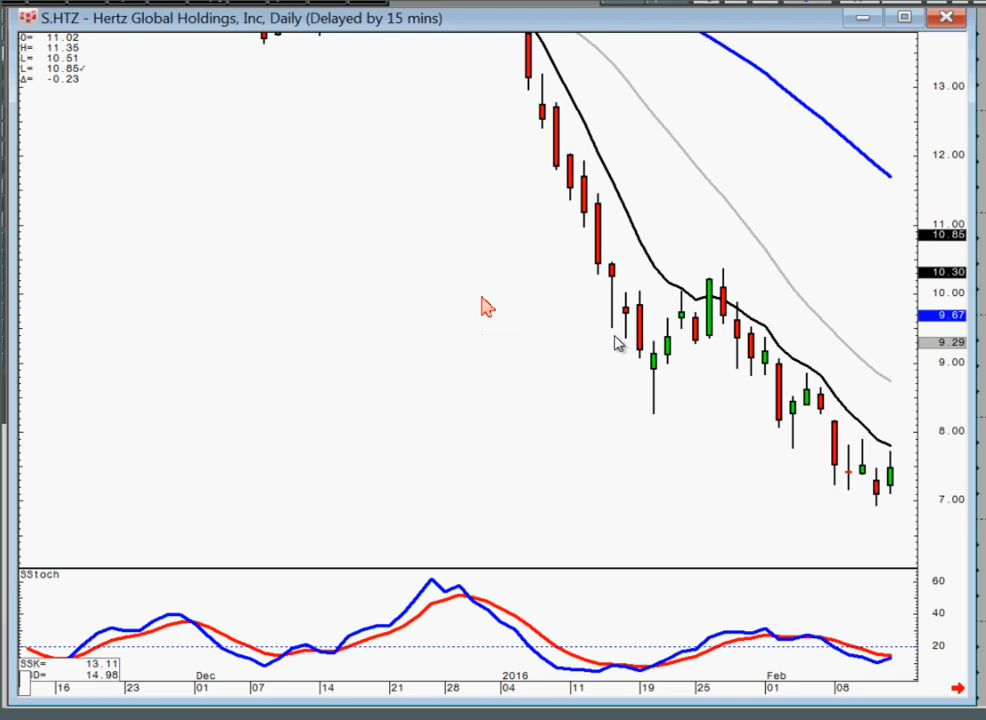 S.HTZ - Hertz Global Holdings, Inc, Daily (Delayed by 15 mins)
O= 11.02
H= 11.35
L= 10.51
L= 10.85✓
Δ= -0.23
13.00
12.00
11.00
10.85
10.30
10.00
9.67
9.29
9.00
8.00
7.00
SStoch
60
40
20
SSK= 13.11
D= 14.98
Dec 2016 Feb
16 23 01 07 14 21 28 04 11 19 25 01 08